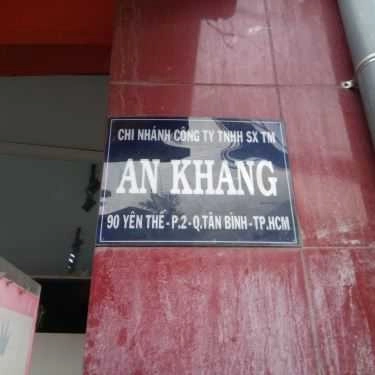 CHI NHÁNH CÔNG TY TNHH SX TM
AN KHANG
90 YÊN THẾ-P.2-Q.TÂN BÌNH-TP.HCM